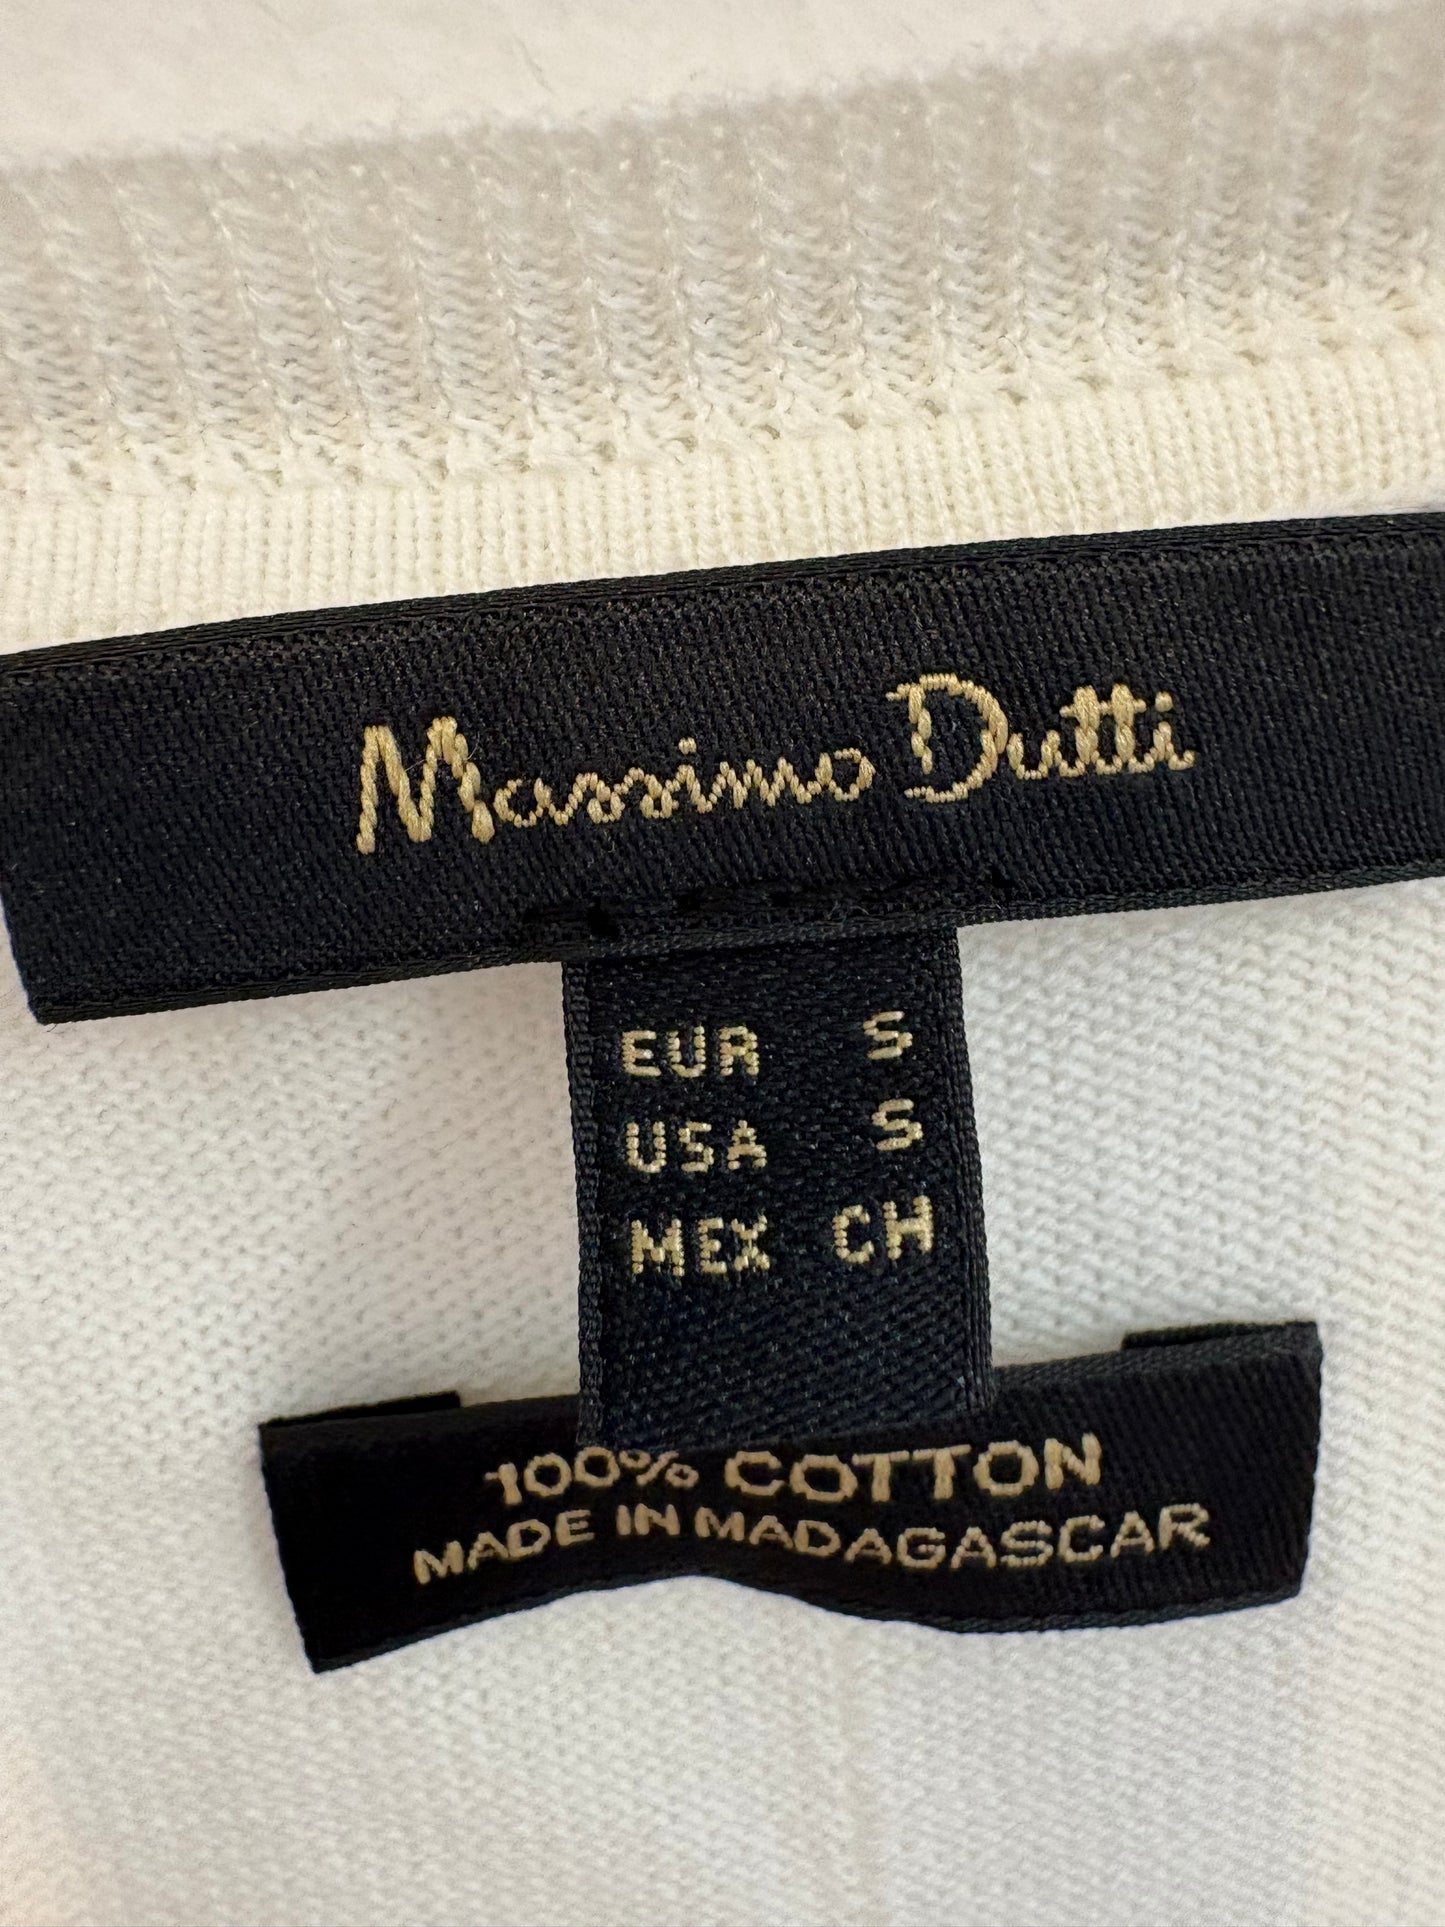 Massimo Dutti
EUR S
USA S
MEX CH
100% COTTON
MADE IN MADAGASCAR